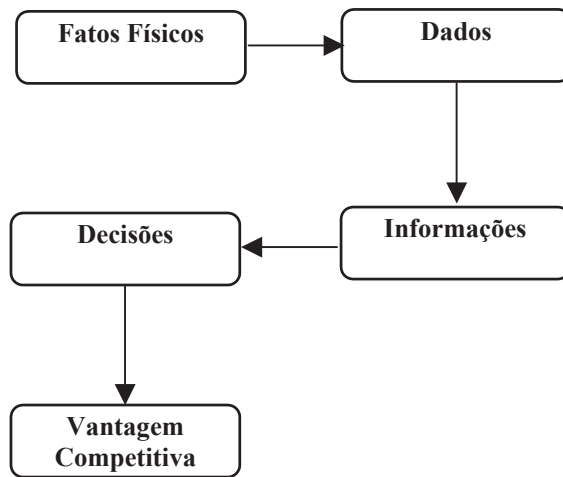 Fatos Físicos
Dados
Informações
Decisões
Vantagem
Competitiva